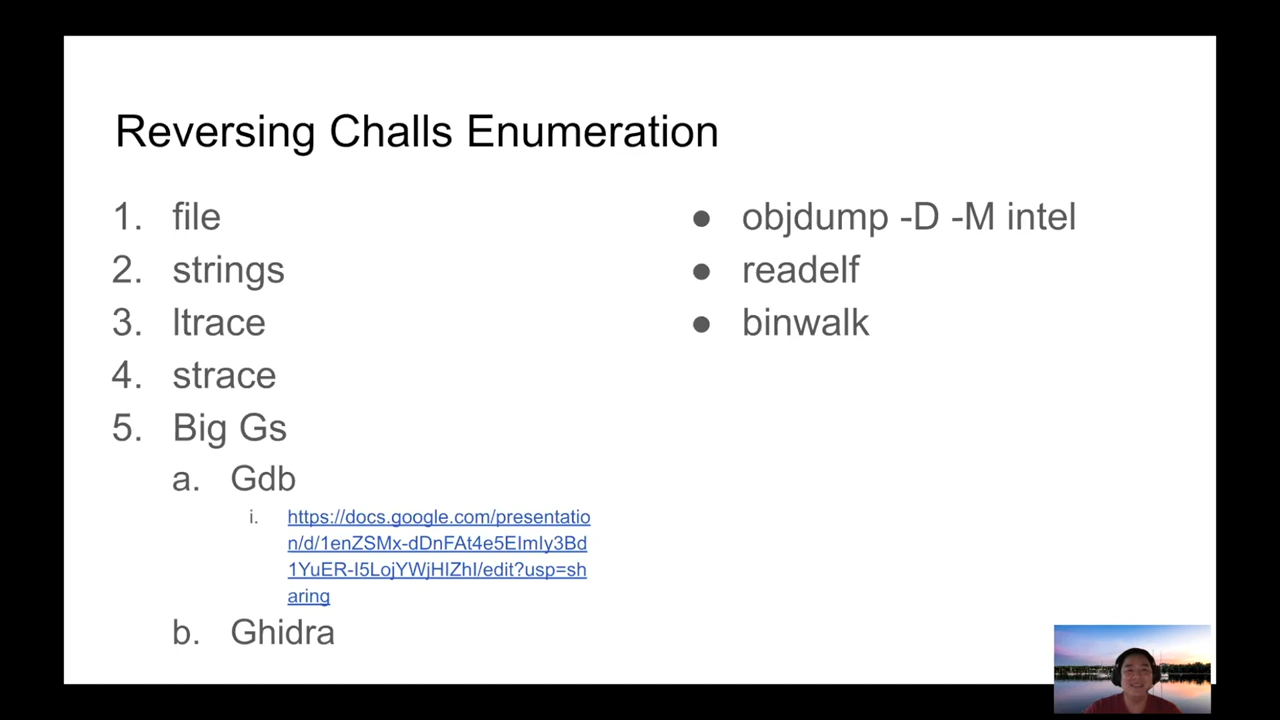 Reversing Challs Enumeration
1. file
2. strings
3. ltrace
4. strace
5. Big Gs
a. Gdb
i. https://docs.google.com/presentatio
n/d/1enZSMx-dDnFAt4e5EImIy3Bd
1YuER-I5LojYWjHIZhI/edit?usp=sh
aring
b. Ghidra
● objdump -D -M intel
● readelf
● binwalk